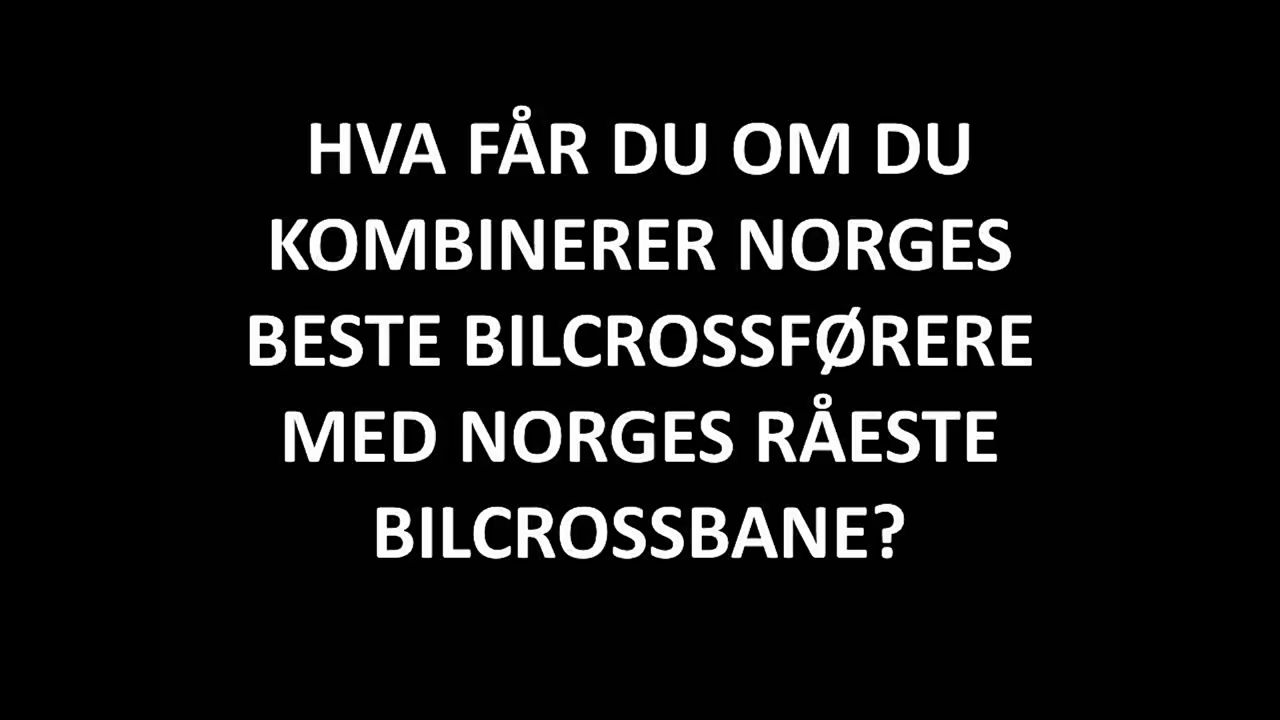 HVA FÅR DU OM DU
KOMBINERER NORGES
BESTE BILCROSSFØRERE
MED NORGES RÅESTE
BILCROSSBANE?